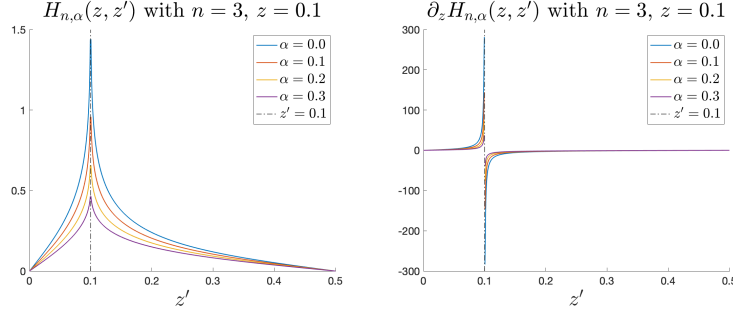 H_{n,α}(z, z′) with n = 3, z = 0.1
1.5
1
0.5
0
0
0.1
0.2
0.3
0.4
0.5
z′
α = 0.0
α = 0.1
α = 0.2
α = 0.3
z′ = 0.1
∂_z H_{n,α}(z, z′) with n = 3, z = 0.1
300
200
100
0
-100
-200
-300
0
0.1
0.2
0.3
0.4
0.5
z′
α = 0.0
α = 0.1
α = 0.2
α = 0.3
z′ = 0.1